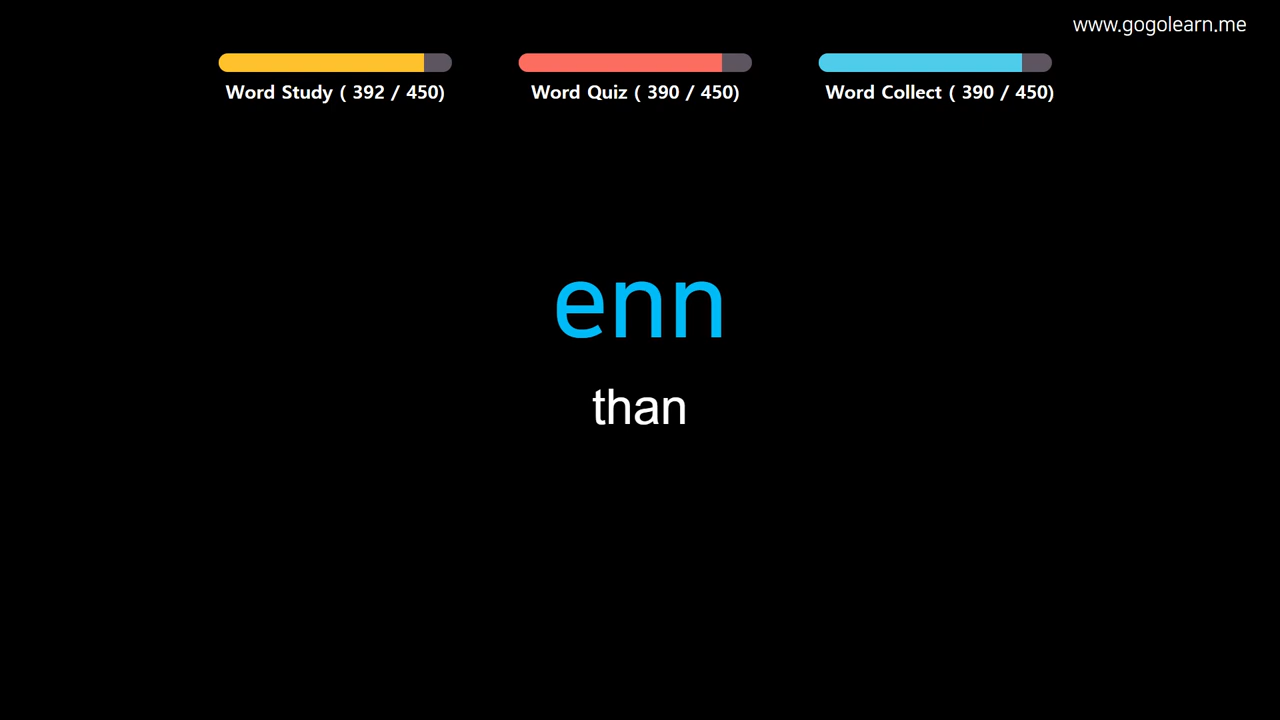 www.gogolearn.me
Word Study ( 392 / 450)
Word Quiz ( 390 / 450)
Word Collect ( 390 / 450)
enn
than